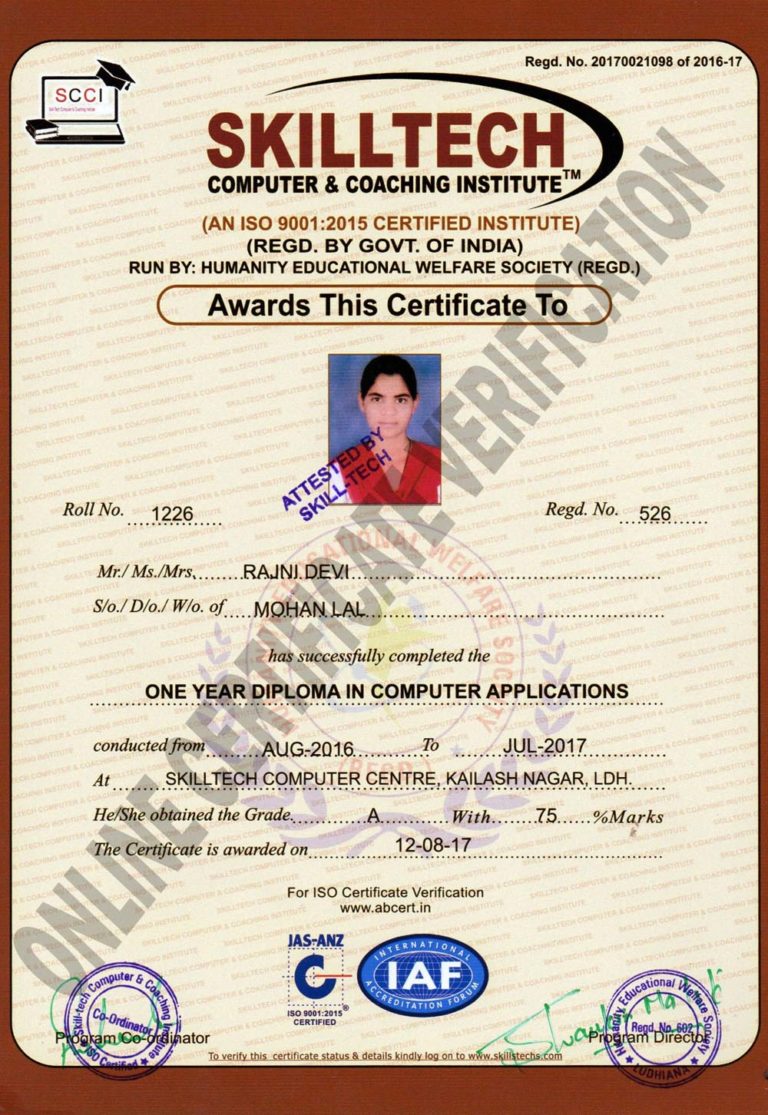 Regd. No. 20170021098 of 2016-17
SCCI
SKILLTECH
COMPUTER & COACHING INSTITUTE™
(AN ISO 9001:2015 CERTIFIED INSTITUTE)
(REGD. BY GOVT. OF INDIA)
RUN BY: HUMANITY EDUCATIONAL WELFARE SOCIETY (REGD.)
Awards This Certificate To
ATTESTED BY
SKILL-TECH
Roll No. 1226 Regd. No. 526
Mr./ Ms./Mrs. RAJNI DEVI
S/o./ D/o./ W/o. of MOHAN LAL
has successfully completed the
ONE YEAR DIPLOMA IN COMPUTER APPLICATIONS
conducted from AUG-2016 To JUL-2017
At SKILLTECH COMPUTER CENTRE, KAILASH NAGAR, LDH.
He/She obtained the Grade A With 75 %Marks
The Certificate is awarded on 12-08-17
For ISO Certificate Verification
www.abcert.in
JAS-ANZ
C
ISO 9001:2015
CERTIFIED
INTERNATIONAL
IAF
ACCREDITATION FORUM
Skill-tech Computer & Coaching Institute
Co-Ordinator
ISO Certified
Program Co-ordinator
Humanity Educational Welfare Society
Regd. No. 502
LUDHIANA
Program Director
To verify this certificate status & details kindly log on to www.skillstechs.com
ONLINE CERTIFICATE VERIFICATION